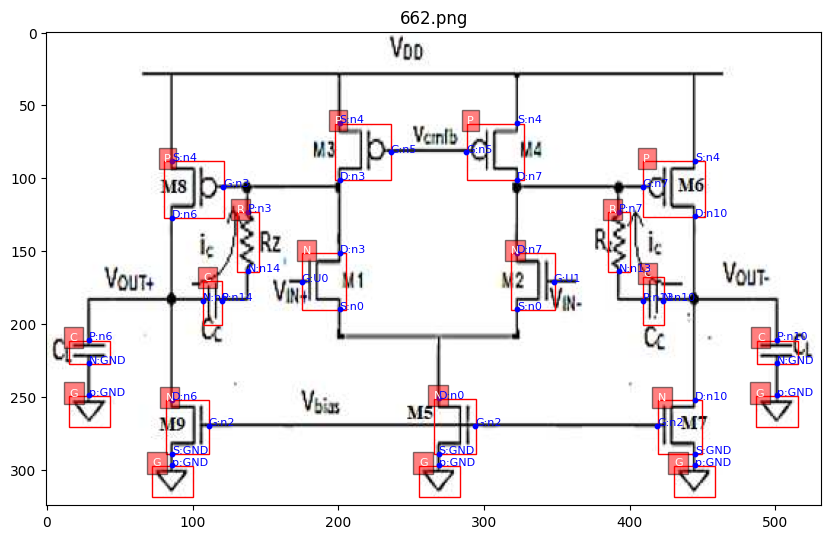 662.png
VDD
M3
Vcmfb
M4
P
S:n4
P
S:n4
G:n5
G:n5
D:n3
D:n7
P
S:n4
M8
G:n3
D:n6
P
S:n4
G:n7
M6
D:n10
R
P:n3
ic
Rz
N:n14
R
P:n7
ic
N:n13
N
D:n3
G:U0
VIN+
M1
S:n0
N
D:n7
M2
G:U1
VIN-
S:n0
VOUT+
C
P:n14
CC
VOUT-
C
CC
C
P:n6
CL
N:GND
C
P:n10
CL
N:GND
G
p:GND
G
p:GND
N
D:n6
M9
G:n2
S:GND
Vbias
N
D:n0
M5
G:n2
S:GND
N
D:n10
M7
G:n2
S:GND
G
p:GND
G
p:GND
G
p:GND
0
100
200
300
400
500
0
50
100
150
200
250
300